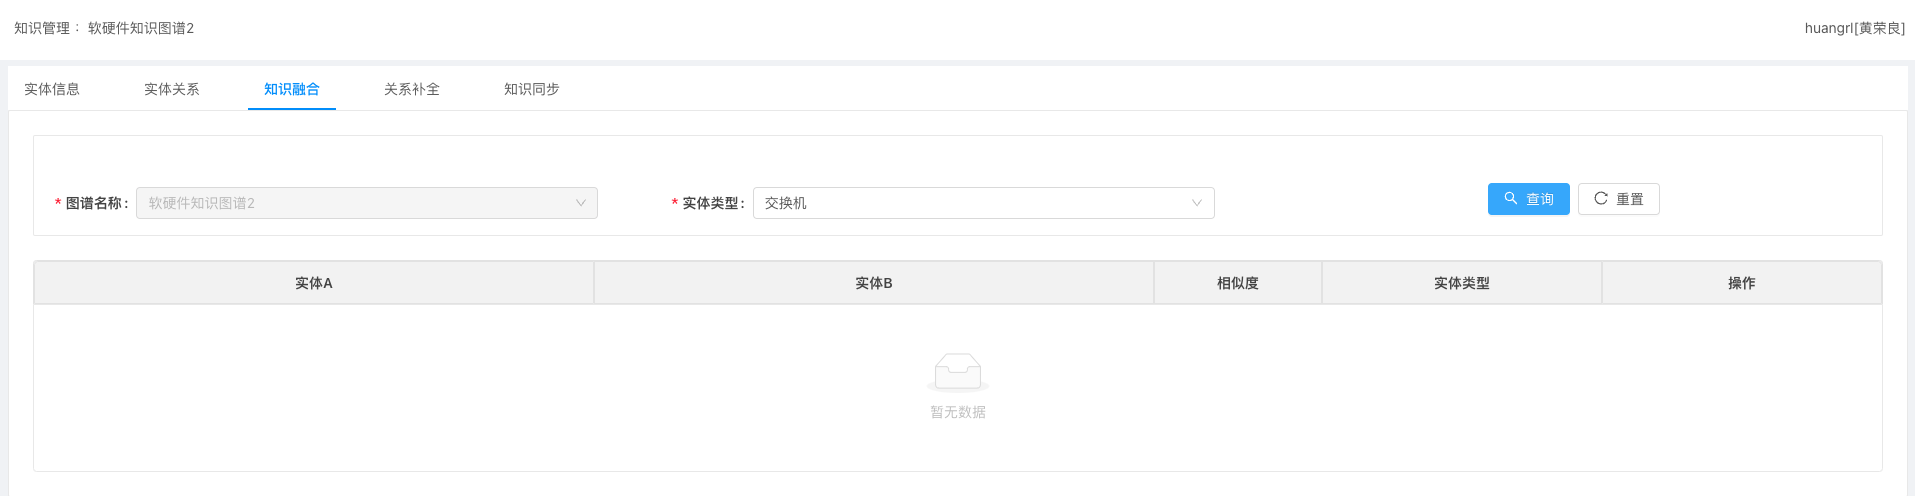 知识管理： 软硬件知识图谱2
huangrl[黄荣良]
实体信息 实体关系 知识融合 关系补全 知识同步
* 图谱名称: 软硬件知识图谱2 * 实体类型: 交换机 查询 重置
实体A 实体B 相似度 实体类型 操作
暂无数据